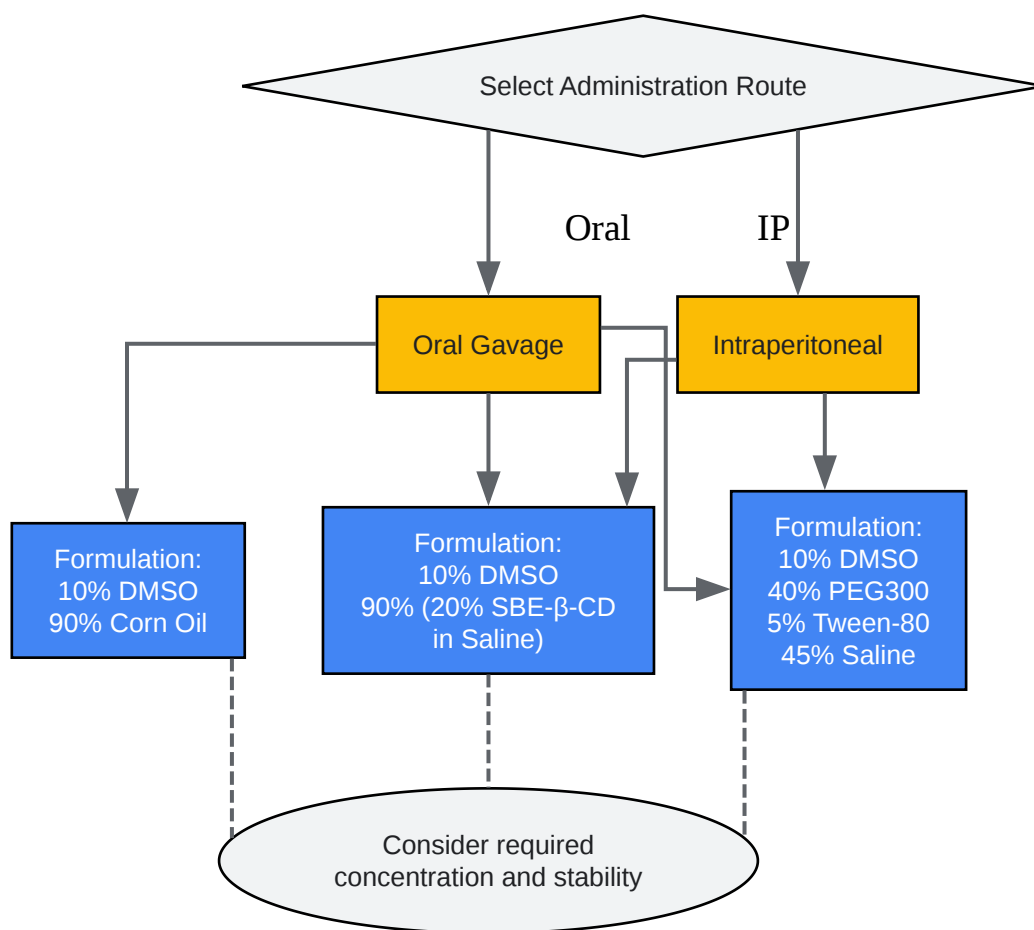 Select Administration Route
Oral
IP
Oral Gavage
Intraperitoneal
Formulation:
10% DMSO
90% Corn Oil
Formulation:
10% DMSO
90% (20% SBE-β-CD
in Saline)
Formulation:
10% DMSO
40% PEG300
5% Tween-80
45% Saline
Consider required
concentration and stability